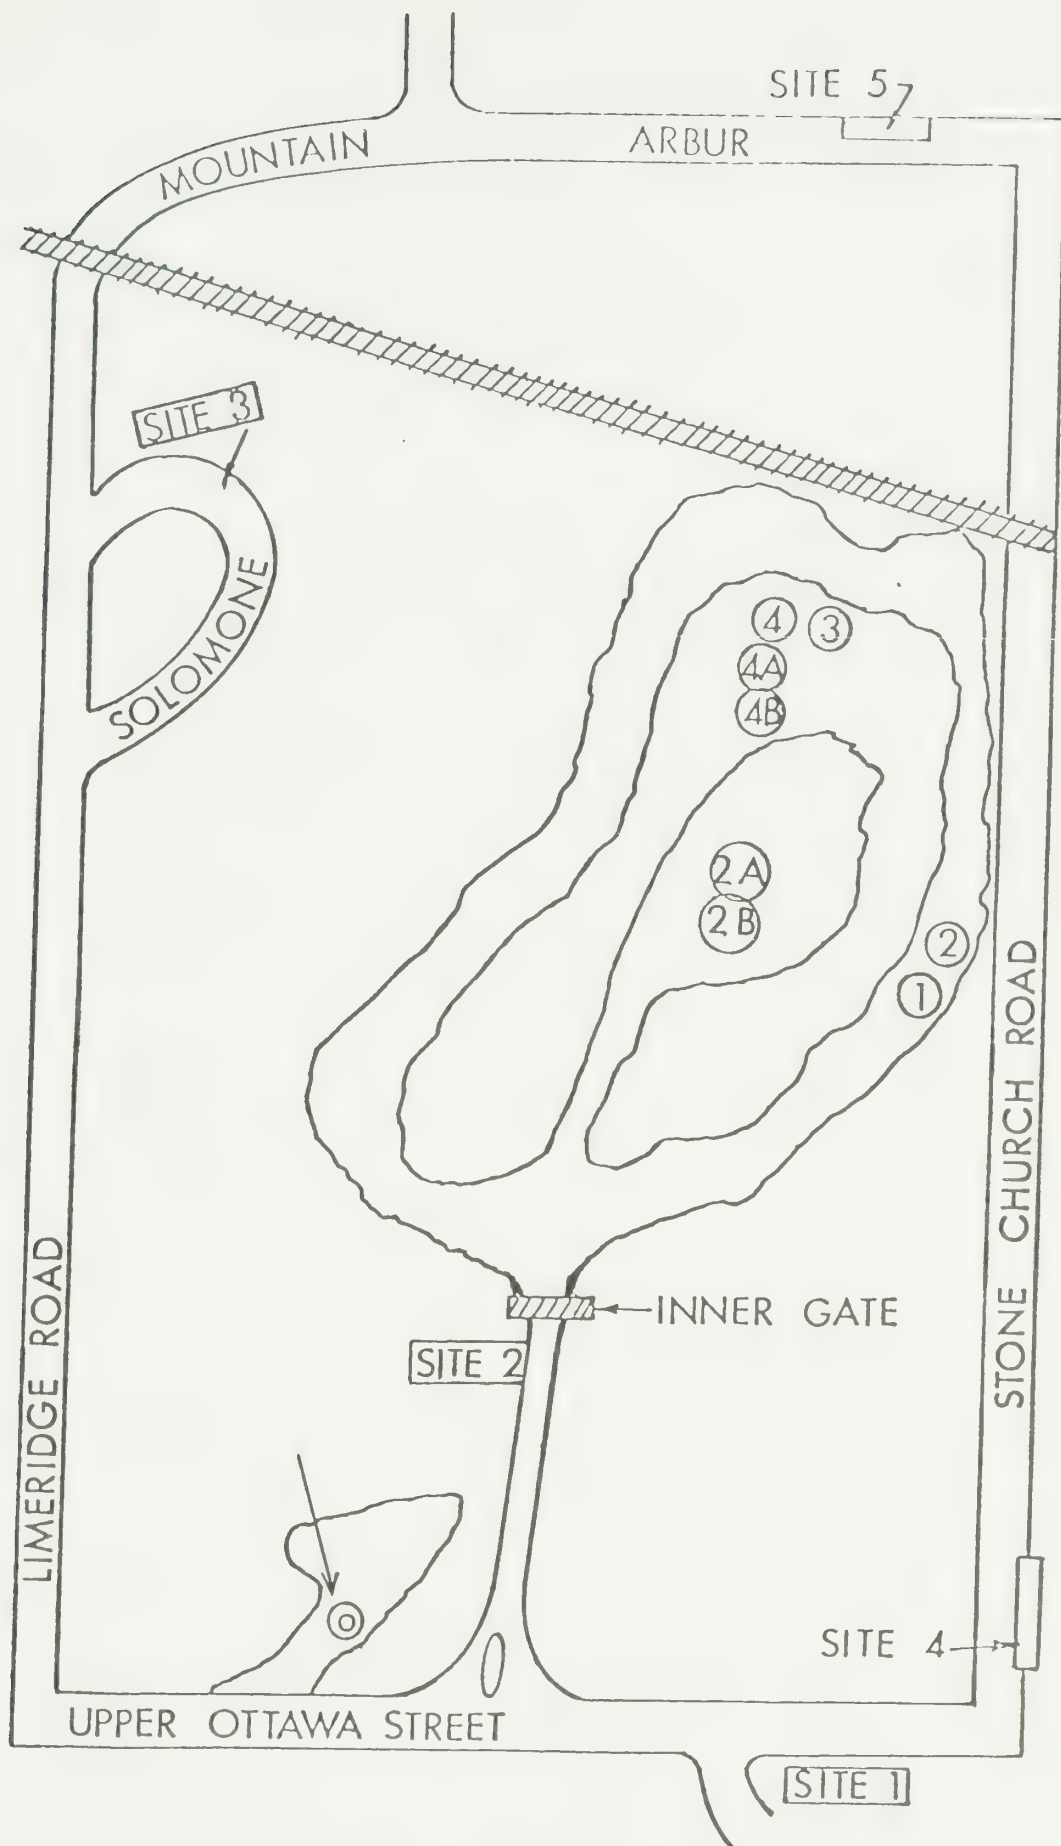 SITE 5
MOUNTAIN
ARBUR
SITE 3
SOLOMONE
4
3
4A
4B
2A
2B
2
1
STONE CHURCH ROAD
LIMERIDGE ROAD
INNER GATE
SITE 2
O
SITE 4
UPPER OTTAWA STREET
SITE 1